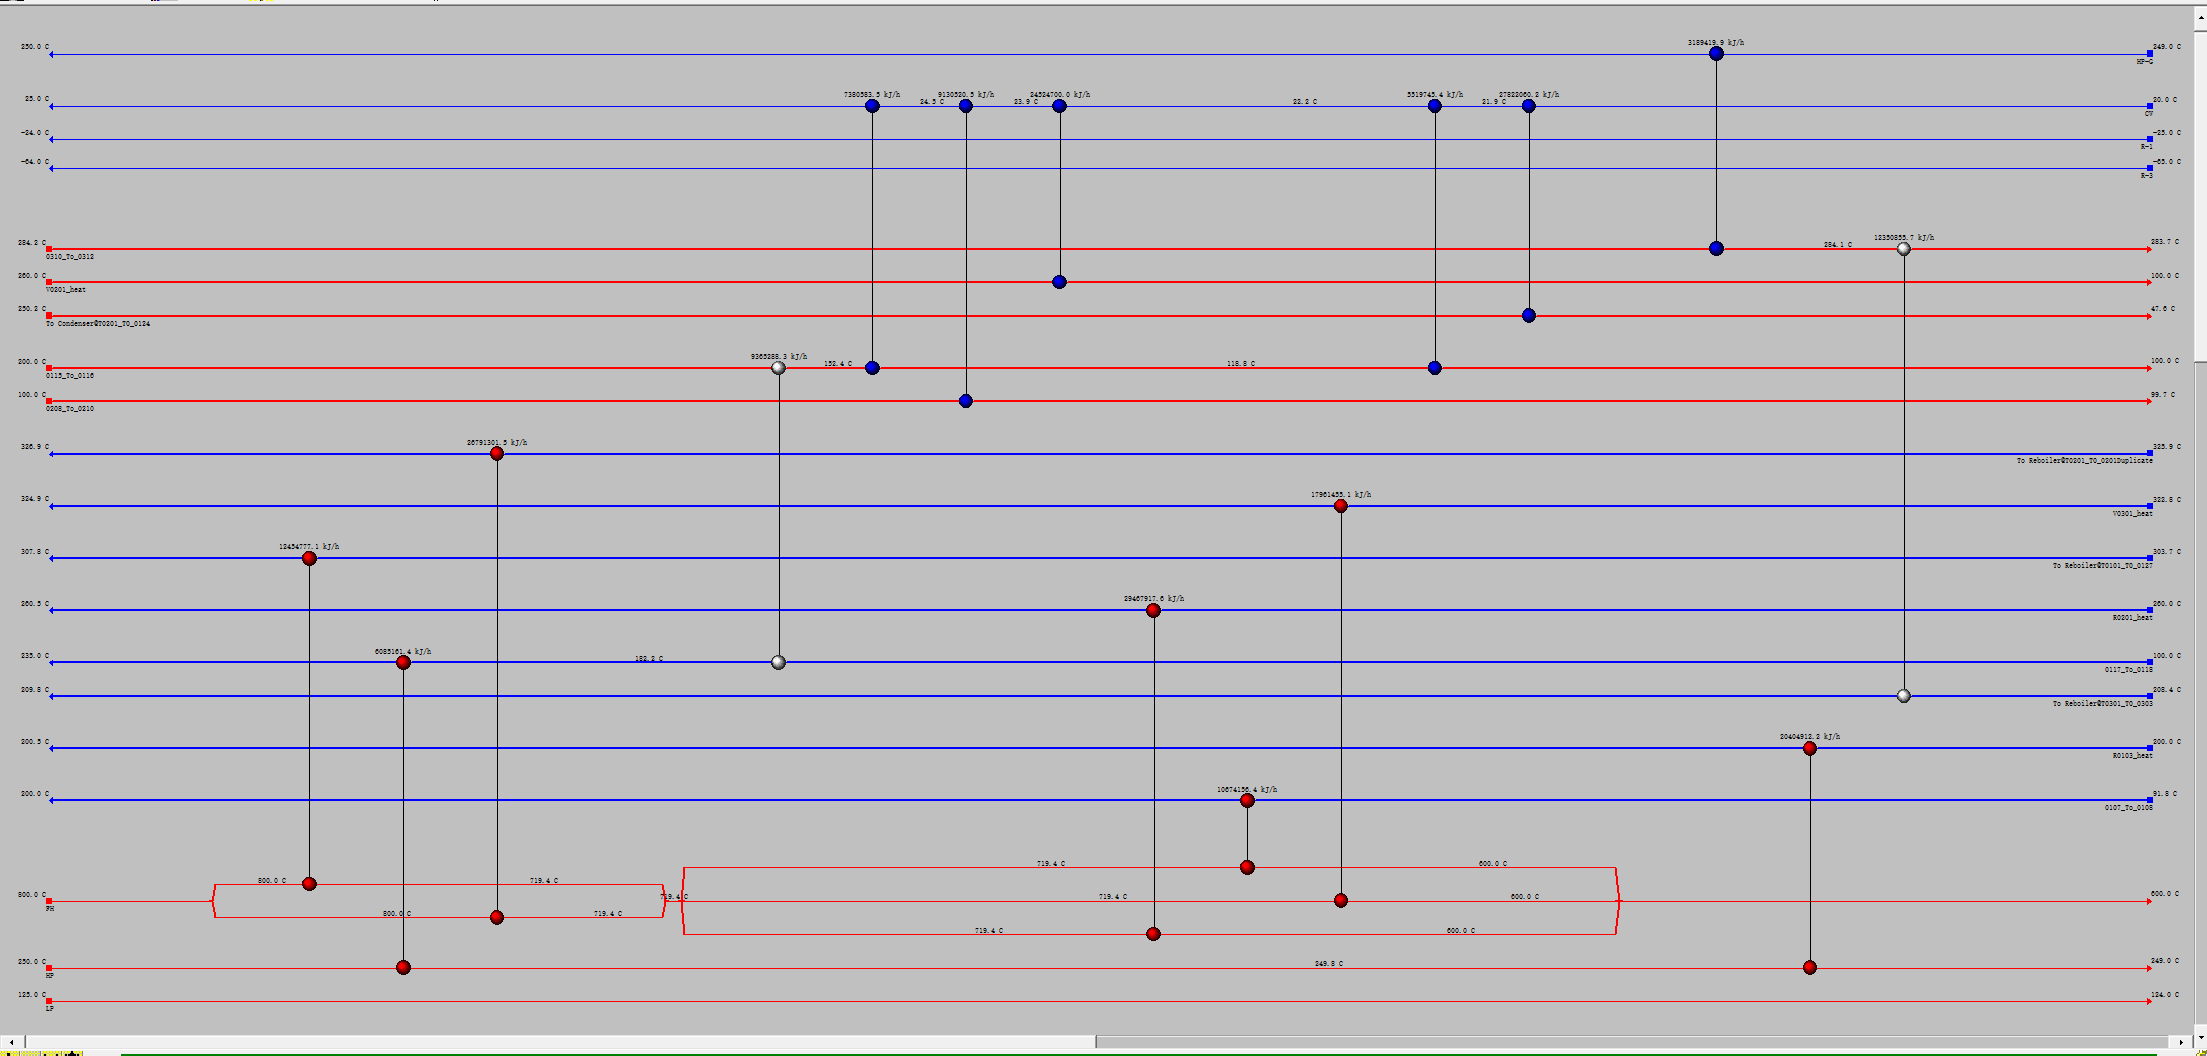 3189419.9 kJ/h
250.0 C
249.0 C
HP-G
7380583.5 kJ/h
9130520.5 kJ/h
24524700.0 kJ/h
5519745.4 kJ/h
27822060.2 kJ/h
25.0 C
24.5 C
23.9 C
22.2 C
21.9 C
20.0 C
CW
-24.0 C
-25.0 C
R-1
-64.0 C
-65.0 C
R-3
12350855.7 kJ/h
284.2 C
284.1 C
283.7 C
0310_To_0312
260.0 C
100.0 C
V0201_heat
250.2 C
47.6 C
To Condenser@T0201_TO_0124
9365288.3 kJ/h
200.0 C
152.4 C
118.8 C
100.0 C
0115_To_0116
100.0 C
99.7 C
0208_To_0210
26791301.5 kJ/h
326.9 C
325.9 C
To Reboiler@T0201_TO_0201Duplicate
17961455.1 kJ/h
324.9 C
322.8 C
V0301_heat
12454777.1 kJ/h
307.8 C
303.7 C
To Reboiler@T0101_TO_0127
29467917.6 kJ/h
260.5 C
260.0 C
R0201_heat
6085161.4 kJ/h
235.0 C
182.2 C
100.0 C
0117_To_0118
209.8 C
208.4 C
To Reboiler@T0301_TO_0303
20404912.2 kJ/h
200.5 C
200.0 C
R0103_heat
10674156.4 kJ/h
200.0 C
91.8 C
0107_To_0108
719.4 C
600.0 C
800.0 C
719.4 C
800.0 C
719.4 C
719.4 C
600.0 C
600.0 C
FH
800.0 C
719.4 C
719.4 C
600.0 C
250.0 C
249.8 C
249.0 C
HP
125.0 C
124.0 C
LP